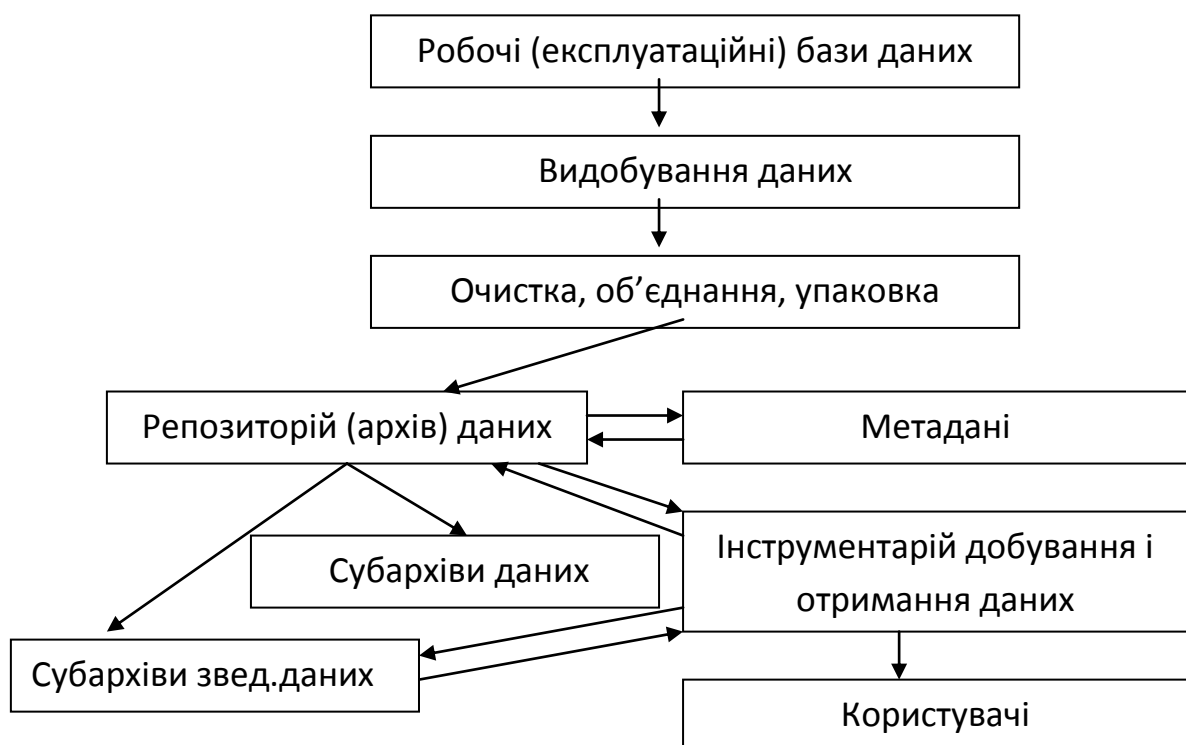 Робочі (експлуатаційні) бази даних
Видобування даних
Очистка, об’єднання, упаковка
Репозиторій (архів) даних
Метадані
Інструментарій добування і
отримання даних
Субархіви даних
Субархіви звед.даних
Користувачі